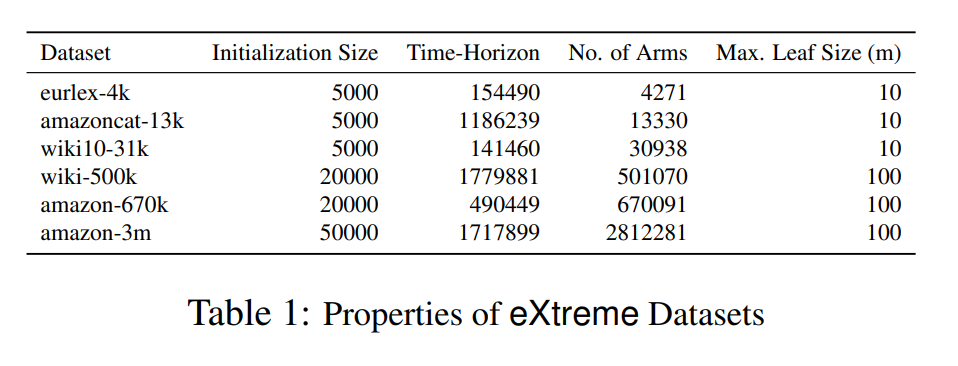 Dataset Initialization Size Time-Horizon No. of Arms Max. Leaf Size (m)
eurlex-4k 5000 154490 4271 10
amazoncat-13k 5000 1186239 13330 10
wiki10-31k 5000 141460 30938 10
wiki-500k 20000 1779881 501070 100
amazon-670k 20000 490449 670091 100
amazon-3m 50000 1717899 2812281 100
Table 1: Properties of eXtreme Datasets